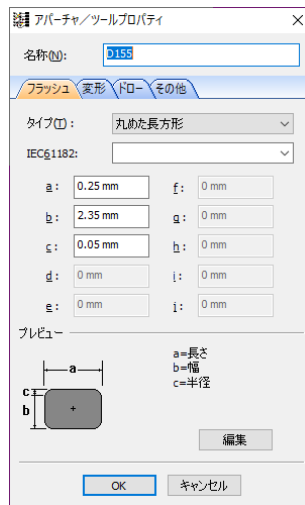 アパーチャ／ツールプロパティ
名称(N): D155
フラッシュ 変形 ドロー その他
タイプ(T): 丸めた長方形
IEC61182:
a: 0.25 mm f: 0 mm
b: 2.35 mm g: 0 mm
c: 0.05 mm h: 0 mm
d: 0 mm i: 0 mm
e: 0 mm j: 0 mm
プレビュー
a=長さ
b=幅
c=半径
a
c
b
編集
OK キャンセル